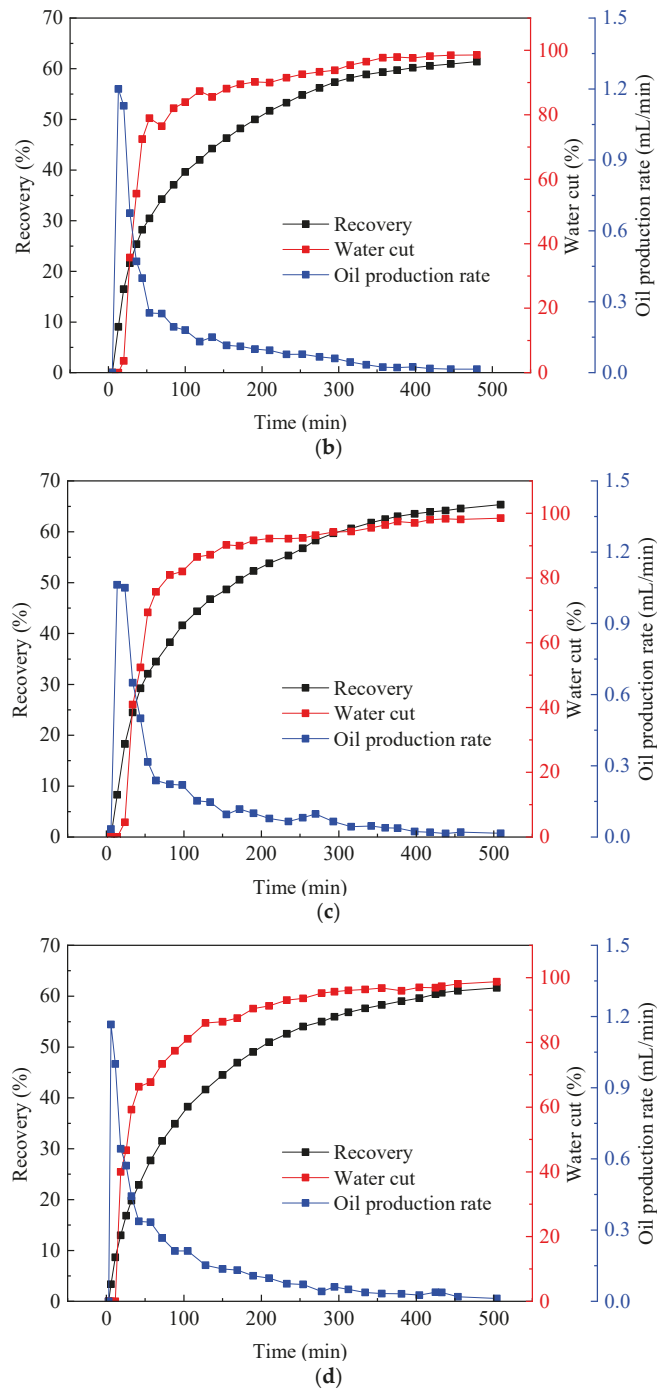 70
60
50
40
30
20
10
0
Recovery (%)
0 100 200 300 400 500
Time (min)
100
80
60
40
20
0
Water cut (%)
1.5
1.2
0.9
0.6
0.3
0.0
Oil production rate (mL/min)
Recovery
Water cut
Oil production rate
(b)
70
60
50
40
30
20
10
0
Recovery (%)
0 100 200 300 400 500
Time (min)
100
80
60
40
20
0
Water cut (%)
1.5
1.2
0.9
0.6
0.3
0.0
Oil production rate (mL/min)
Recovery
Water cut
Oil production rate
(c)
70
60
50
40
30
20
10
0
Recovery (%)
0 100 200 300 400 500
Time (min)
100
80
60
40
20
0
Water cut (%)
1.5
1.2
0.9
0.6
0.3
0.0
Oil production rate (mL/min)
Recovery
Water cut
Oil production rate
(d)